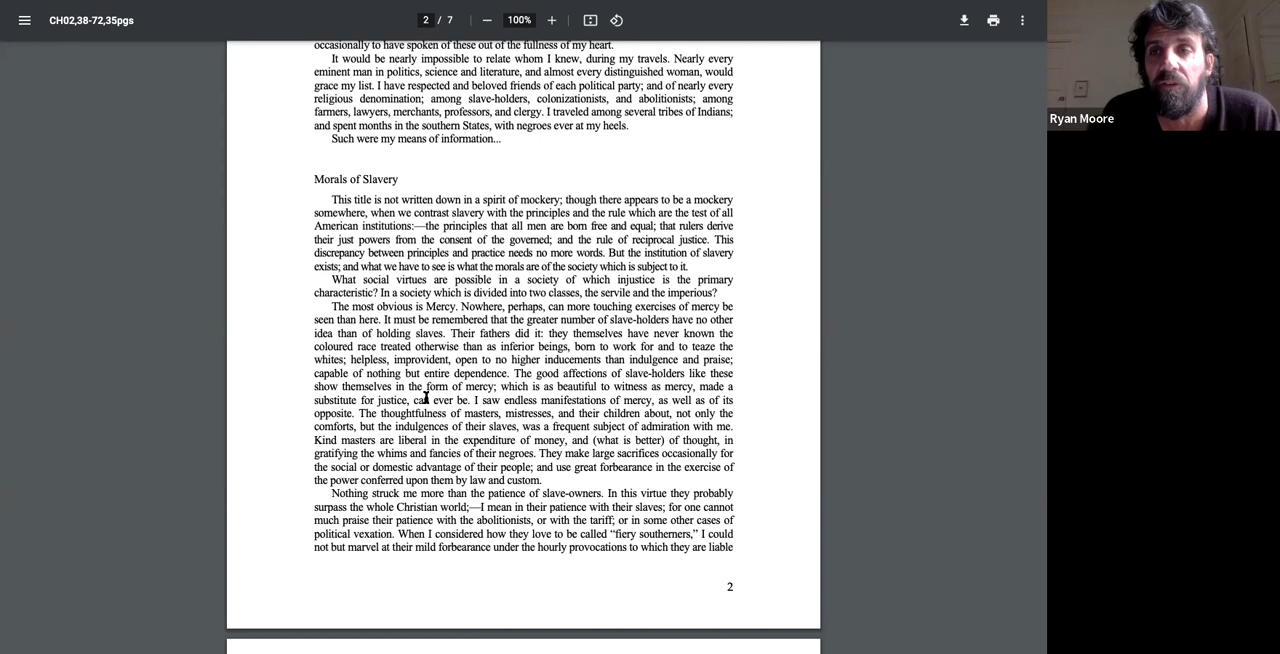 CH02,38-72,35pgs
2 / 7
100%
Ryan Moore
occasionally to have spoken of these out of the fullness of my heart.
It would be nearly impossible to relate whom I knew, during my travels. Nearly every
eminent man in politics, science and literature, and almost every distinguished woman, would
grace my list. I have respected and beloved friends of each political party; and of nearly every
religious denomination; among slave-holders, colonizationists, and abolitionists; among
farmers, lawyers, merchants, professors, and clergy. I traveled among several tribes of Indians;
and spent months in the southern States, with negroes ever at my heels.
Such were my means of information...
Morals of Slavery
This title is not written down in a spirit of mockery; though there appears to be a mockery
somewhere, when we contrast slavery with the principles and the rule which are the test of all
American institutions:—the principles that all men are born free and equal; that rulers derive
their just powers from the consent of the governed; and the rule of reciprocal justice. This
discrepancy between principles and practice needs no more words. But the institution of slavery
exists; and what we have to see is what the morals are of the society which is subject to it.
What social virtues are possible in a society of which injustice is the primary
characteristic? In a society which is divided into two classes, the servile and the imperious?
The most obvious is Mercy. Nowhere, perhaps, can more touching exercises of mercy be
seen than here. It must be remembered that the greater number of slave-holders have no other
idea than of holding slaves. Their fathers did it: they themselves have never known the
coloured race treated otherwise than as inferior beings, born to work for and to teaze the
whites; helpless, improvident, open to no higher inducements than indulgence and praise;
capable of nothing but entire dependence. The good affections of slave-holders like these
show themselves in the form of mercy; which is as beautiful to witness as mercy, made a
substitute for justice, can ever be. I saw endless manifestations of mercy, as well as of its
opposite. The thoughtfulness of masters, mistresses, and their children about, not only the
comforts, but the indulgences of their slaves, was a frequent subject of admiration with me.
Kind masters are liberal in the expenditure of money, and (what is better) of thought, in
gratifying the whims and fancies of their negroes. They make large sacrifices occasionally for
the social or domestic advantage of their people; and use great forbearance in the exercise of
the power conferred upon them by law and custom.
Nothing struck me more than the patience of slave-owners. In this virtue they probably
surpass the whole Christian world;—I mean in their patience with their slaves; for one cannot
much praise their patience with the abolitionists, or with the tariff; or in some other cases of
political vexation. When I considered how they love to be called “fiery southerners,” I could
not but marvel at their mild forbearance under the hourly provocations to which they are liable
2